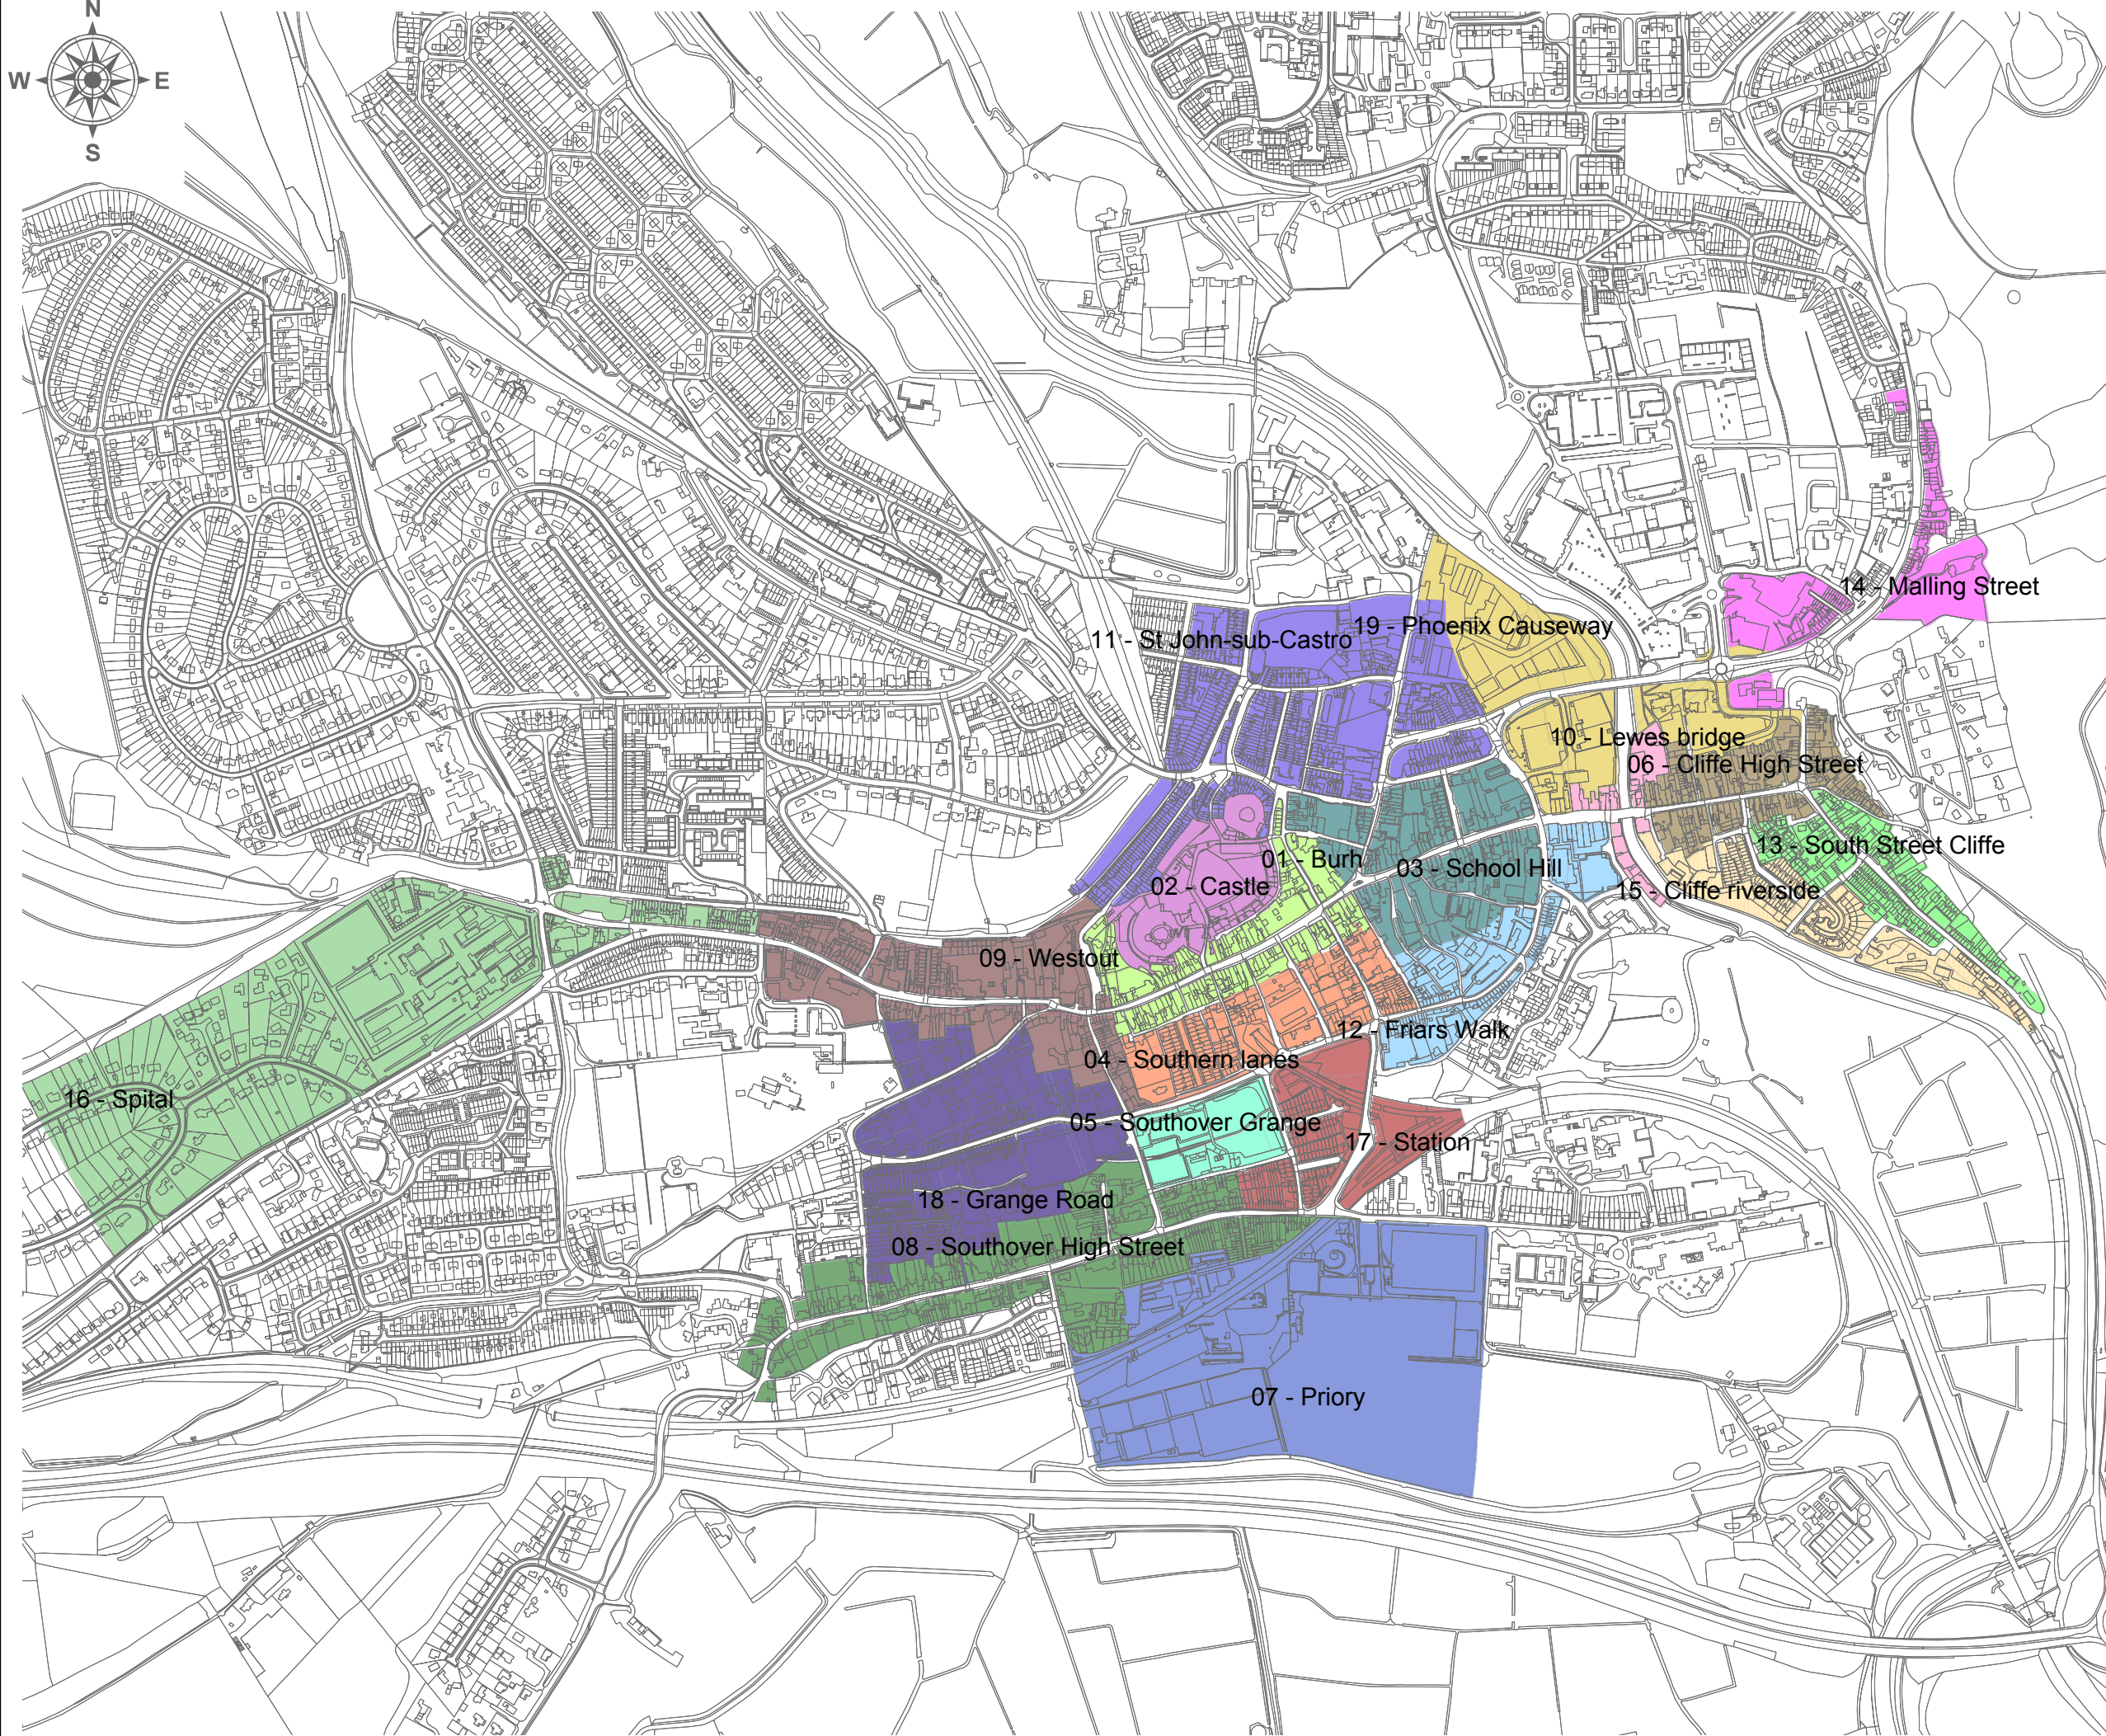 N
W E
S
14 - Malling Street
19 - Phoenix Causeway
11 - St John-sub-Castro
10 - Lewes bridge
06 - Cliffe High Street
13 - South Street Cliffe
01 - Burh
03 - School Hill
02 - Castle
15 - Cliffe riverside
09 - Westout
12 - Friars Walk
04 - Southern lanes
16 - Spital
05 - Southover Grange
17 - Station
18 - Grange Road
08 - Southover High Street
07 - Priory